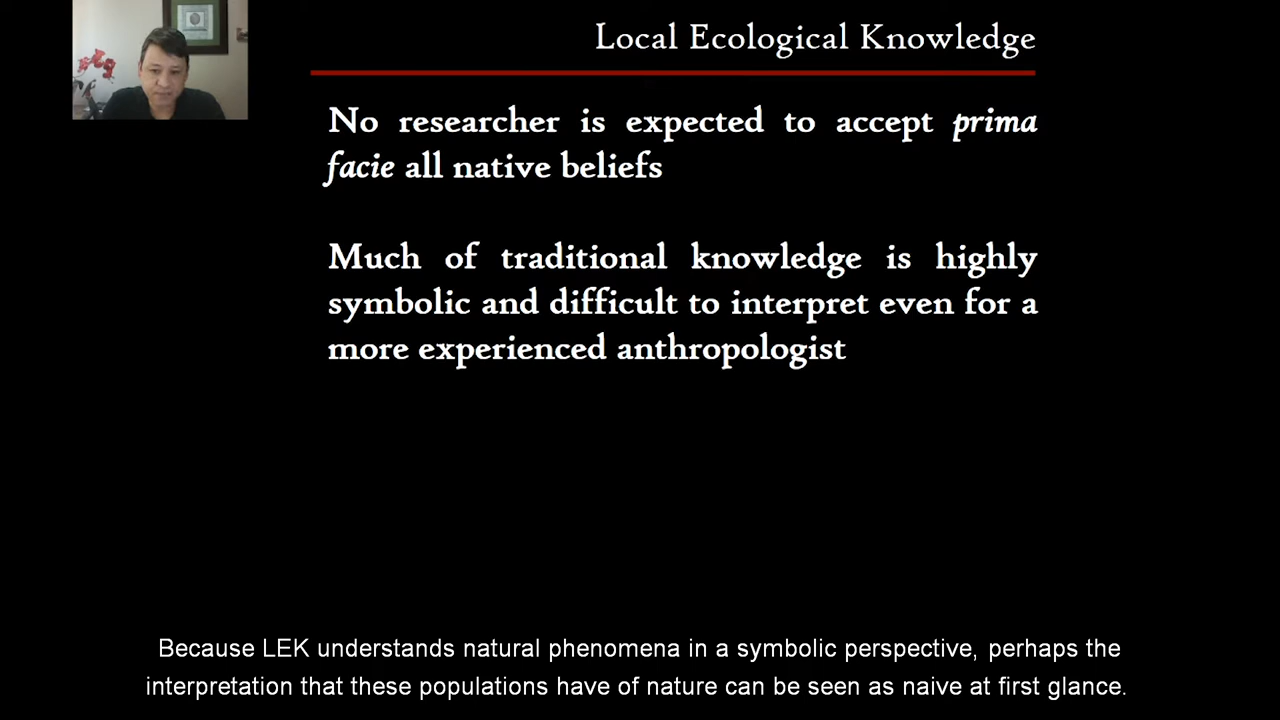 Local Ecological Knowledge
No researcher is expected to accept prima
facie all native beliefs
Much of traditional knowledge is highly
symbolic and difficult to interpret even for a
more experienced anthropologist
Because LEK understands natural phenomena in a symbolic perspective, perhaps the
interpretation that these populations have of nature can be seen as naive at first glance.